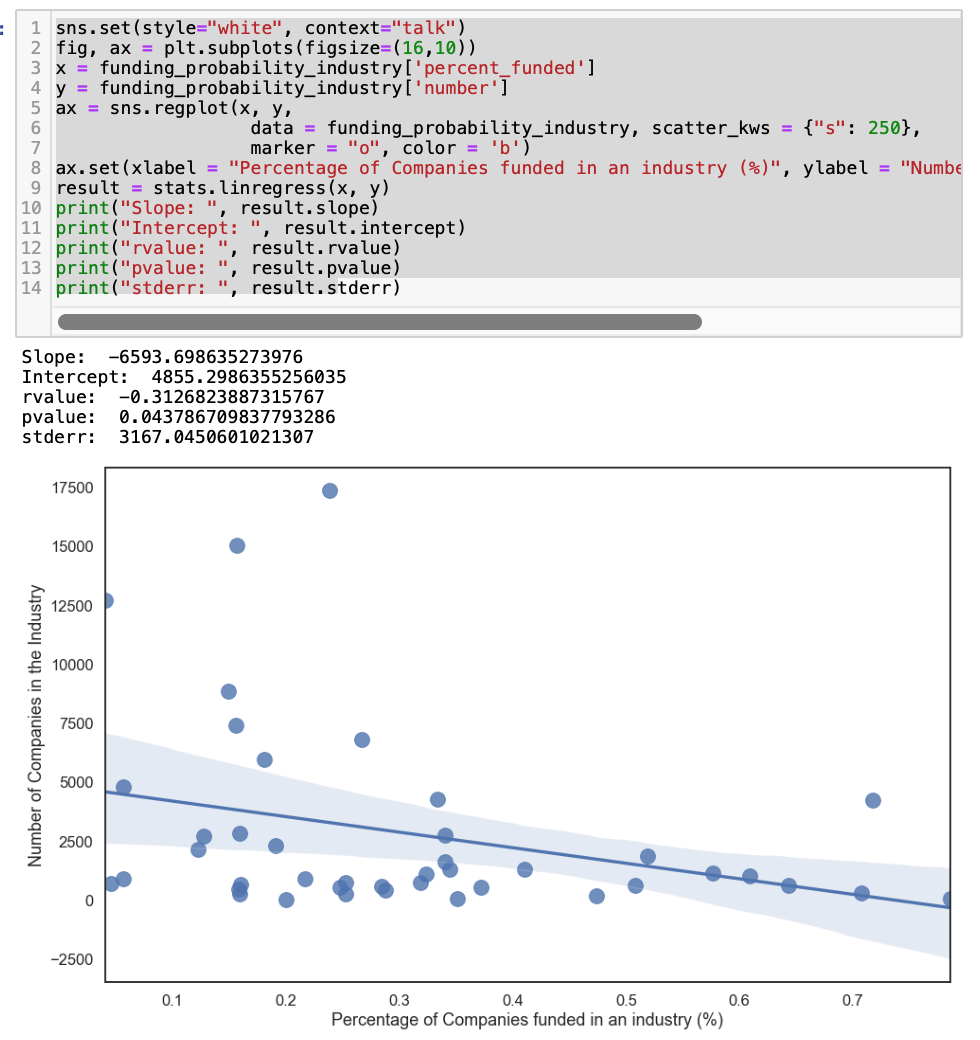 :
1 sns.set(style="white", context="talk")
2 fig, ax = plt.subplots(figsize=(16,10))
3 x = funding_probability_industry['percent_funded']
4 y = funding_probability_industry['number']
5 ax = sns.regplot(x, y,
6 data = funding_probability_industry, scatter_kws = {"s": 250},
7 marker = "o", color = 'b')
8 ax.set(xlabel = "Percentage of Companies funded in an industry (%)", ylabel = "Numbe
9 result = stats.linregress(x, y)
10 print("Slope: ", result.slope)
11 print("Intercept: ", result.intercept)
12 print("rvalue: ", result.rvalue)
13 print("pvalue: ", result.pvalue)
14 print("stderr: ", result.stderr)
Slope:  -6593.698635273976
Intercept:  4855.2986355256035
rvalue:  -0.3126823887315767
pvalue:  0.043786709837793286
stderr:  3167.0450601021307
17500
15000
12500
10000
7500
5000
2500
0
−2500
Number of Companies in the Industry
0.1 0.2 0.3 0.4 0.5 0.6 0.7
Percentage of Companies funded in an industry (%)